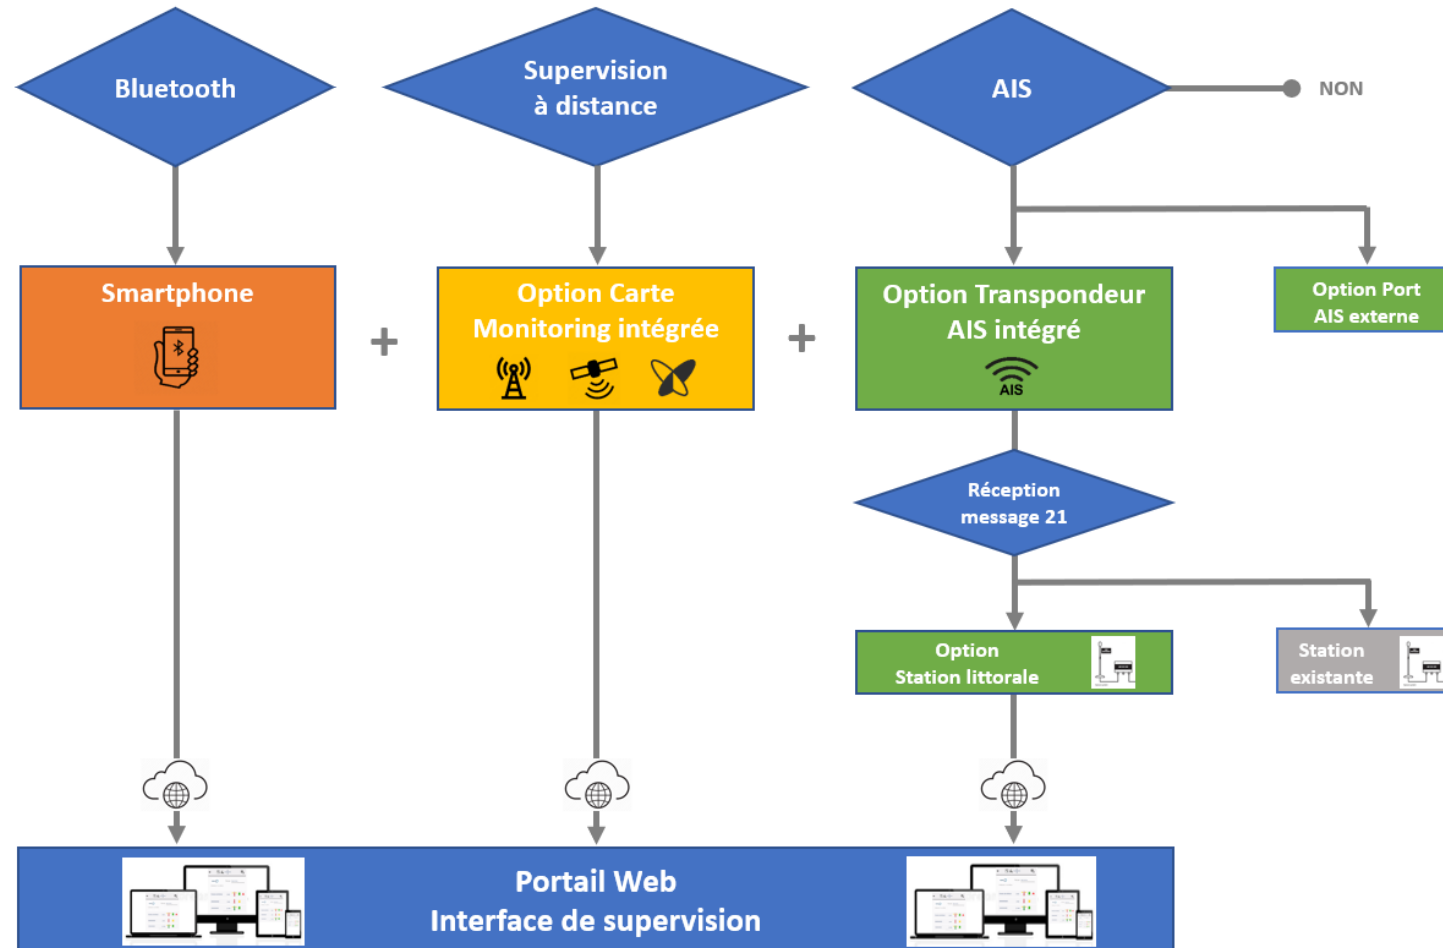 Bluetooth
Supervision
à distance
AIS
NON
Smartphone
Option Carte
Monitoring intégrée
Option Transpondeur
AIS intégré
AIS
Option Port
AIS externe
+
+
Réception
message 21
Option
Station littorale
Station
existante
Portail Web
Interface de supervision